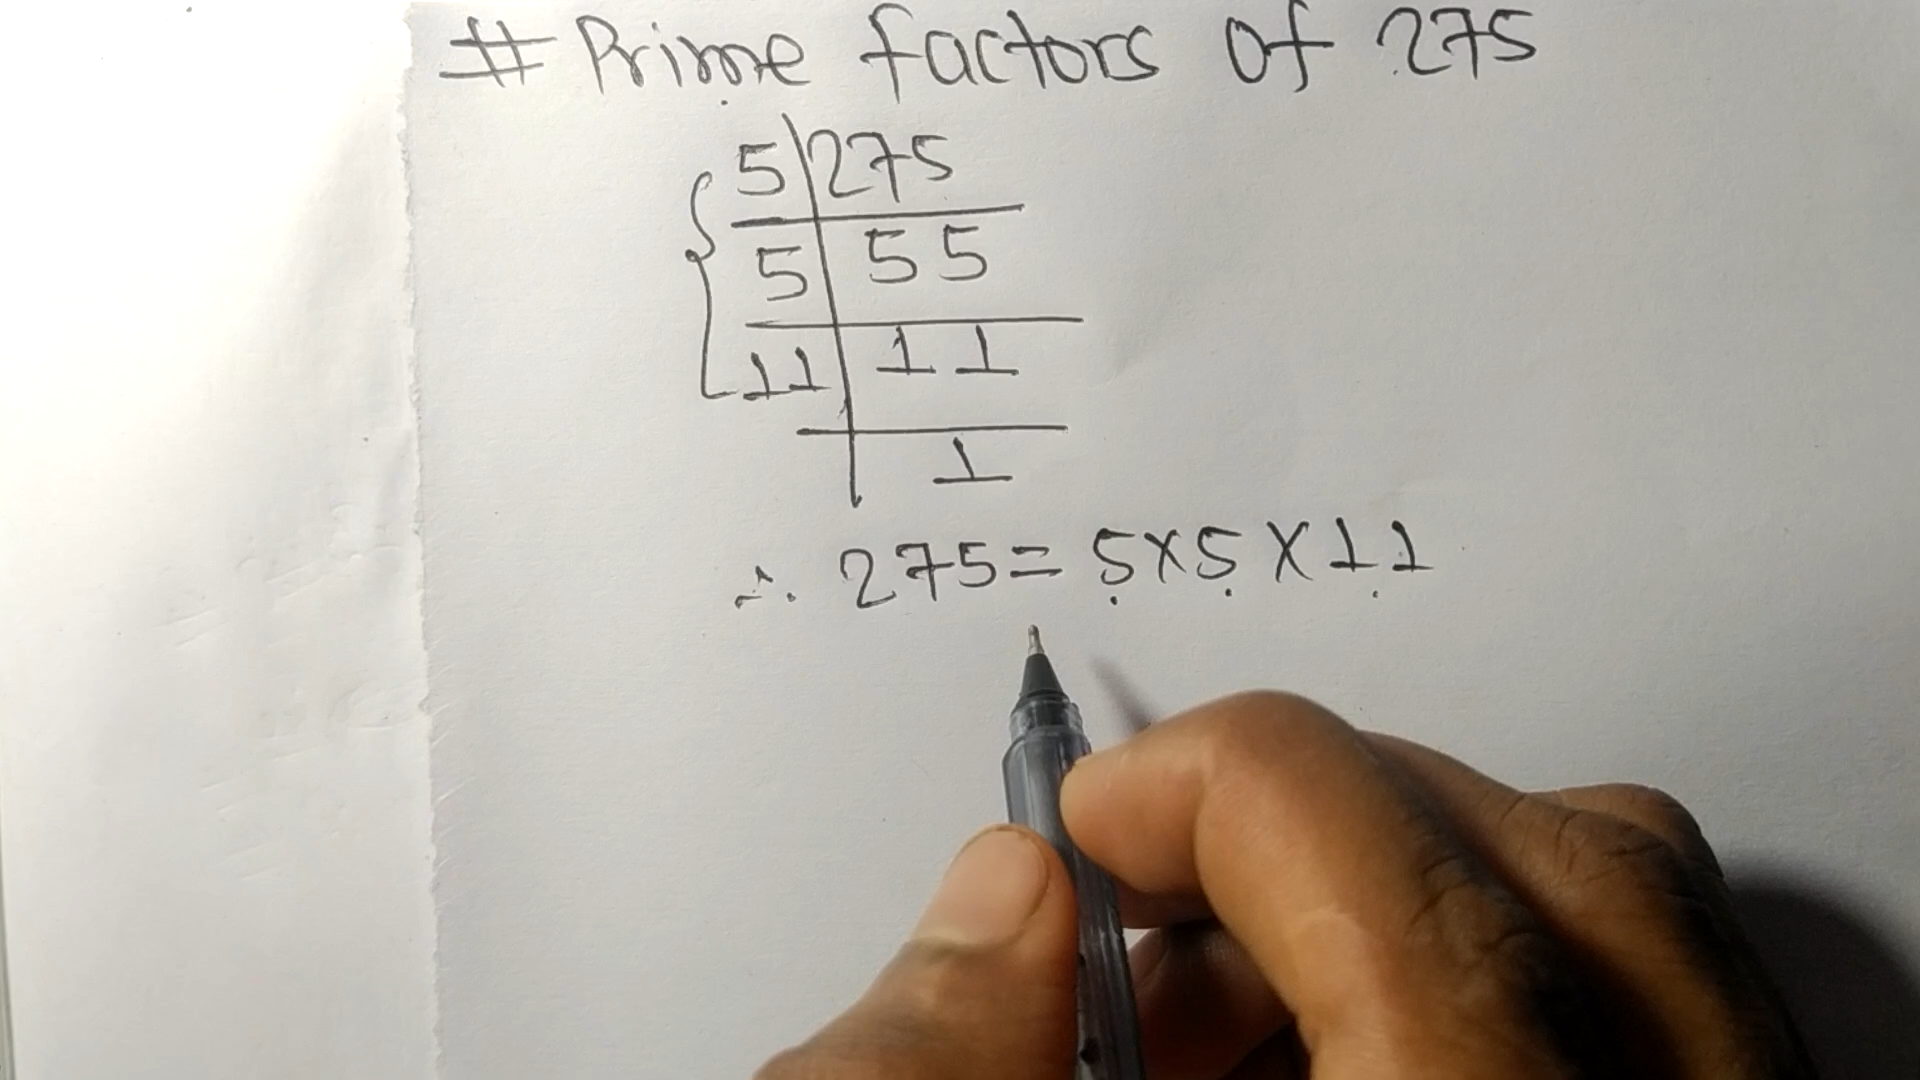 # Prime factors of 275
5 275
5 55
11 11
1
∴ 275 = 5×5×11